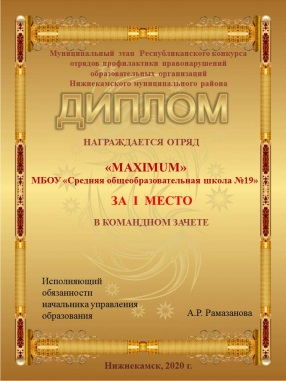 Муниципальный этап Республиканского конкурса
отрядов профилактики правонарушений
образовательных организаций
Нижнекамского муниципального района
ДИПЛОМ
НАГРАЖДАЕТСЯ ОТРЯД
«MAXIMUM»
МБОУ «Средняя общеобразовательная школа №19»
ЗА I МЕСТО
В КОМАНДНОМ ЗАЧЕТЕ
Исполняющий
обязанности
начальника управления
образования
А.Р. Рамазанова
Нижнекамск, 2020 г.